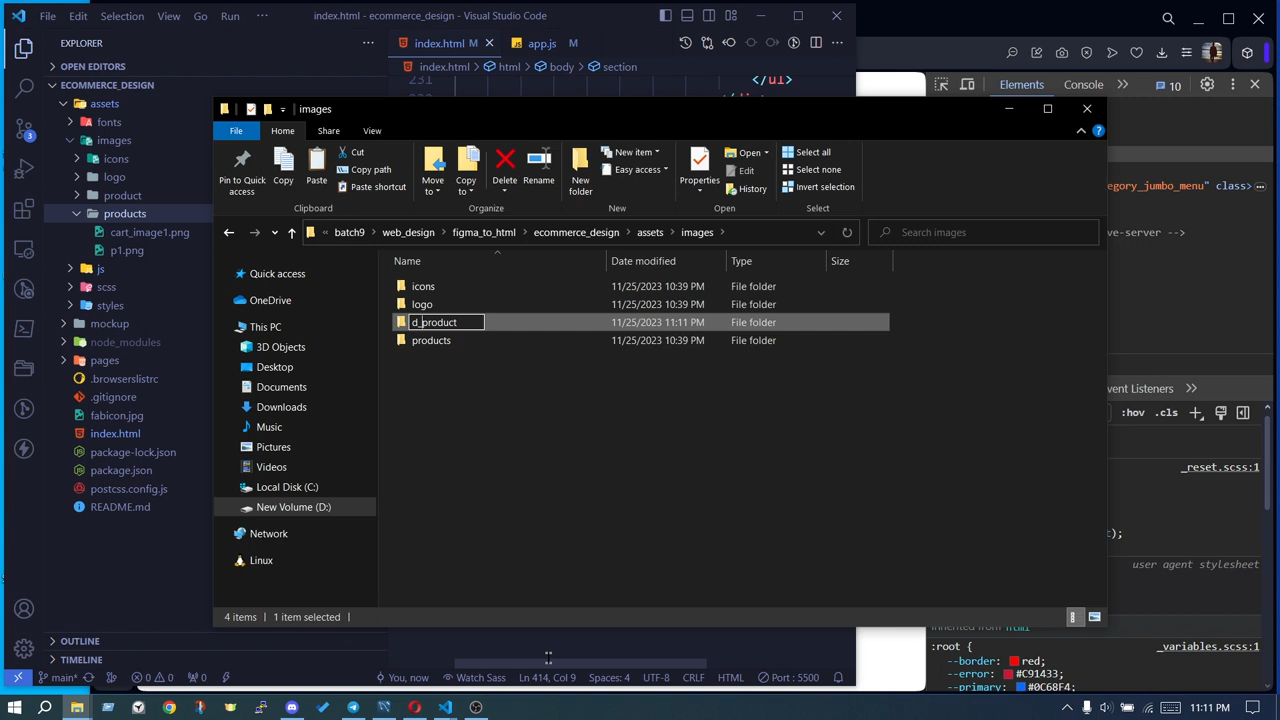 File Edit Selection View Go Run ··· index.html - ecommerce_design - Visual Studio Code
EXPLORER
index.html M
app.js M
OPEN EDITORS
index.html > html > body > section
ECOMMERCE_DESIGN
231 </ul>
assets
fonts
images
icons
logo
product
products
cart_image1.png
p1.png
js
scss
styles
mockup
node_modules
pages
.browserslistrc
.gitignore
fabicon.jpg
index.html
package-lock.json
package.json
postcss.config.js
README.md
OUTLINE
TIMELINE
3
images
File Home Share View
Pin to Quick access
Copy
Paste
Cut
Copy path
Paste shortcut
Move to
Copy to
Delete
Rename
New folder
New item
Easy access
Properties
Open
Edit
History
Select all
Select none
Invert selection
Clipboard Organize New Open Select
« batch9 > web_design > figma_to_html > ecommerce_design > assets > images >
Search images
Name Date modified Type Size
icons 11/25/2023 10:39 PM File folder
logo 11/25/2023 10:39 PM File folder
d_product 11/25/2023 11:11 PM File folder
products 11/25/2023 10:39 PM File folder
Quick access
OneDrive
This PC
3D Objects
Desktop
Documents
Downloads
Music
Pictures
Videos
Local Disk (C:)
New Volume (D:)
Network
Linux
4 items 1 item selected
Elements Console 10
egory_jumbo_menu" class>
ve-server -->
ent Listeners
:hov .cls
_reset.scss:1
);
user agent stylesheet
Inherited from html
:root { _variables.scss:1
--border: red;
--error: #C91433;
--primary: #0C68F4;
main* 0 0 0 You, now Watch Sass Ln 414, Col 9 Spaces: 4 UTF-8 CRLF HTML Port : 5500
11:11 PM